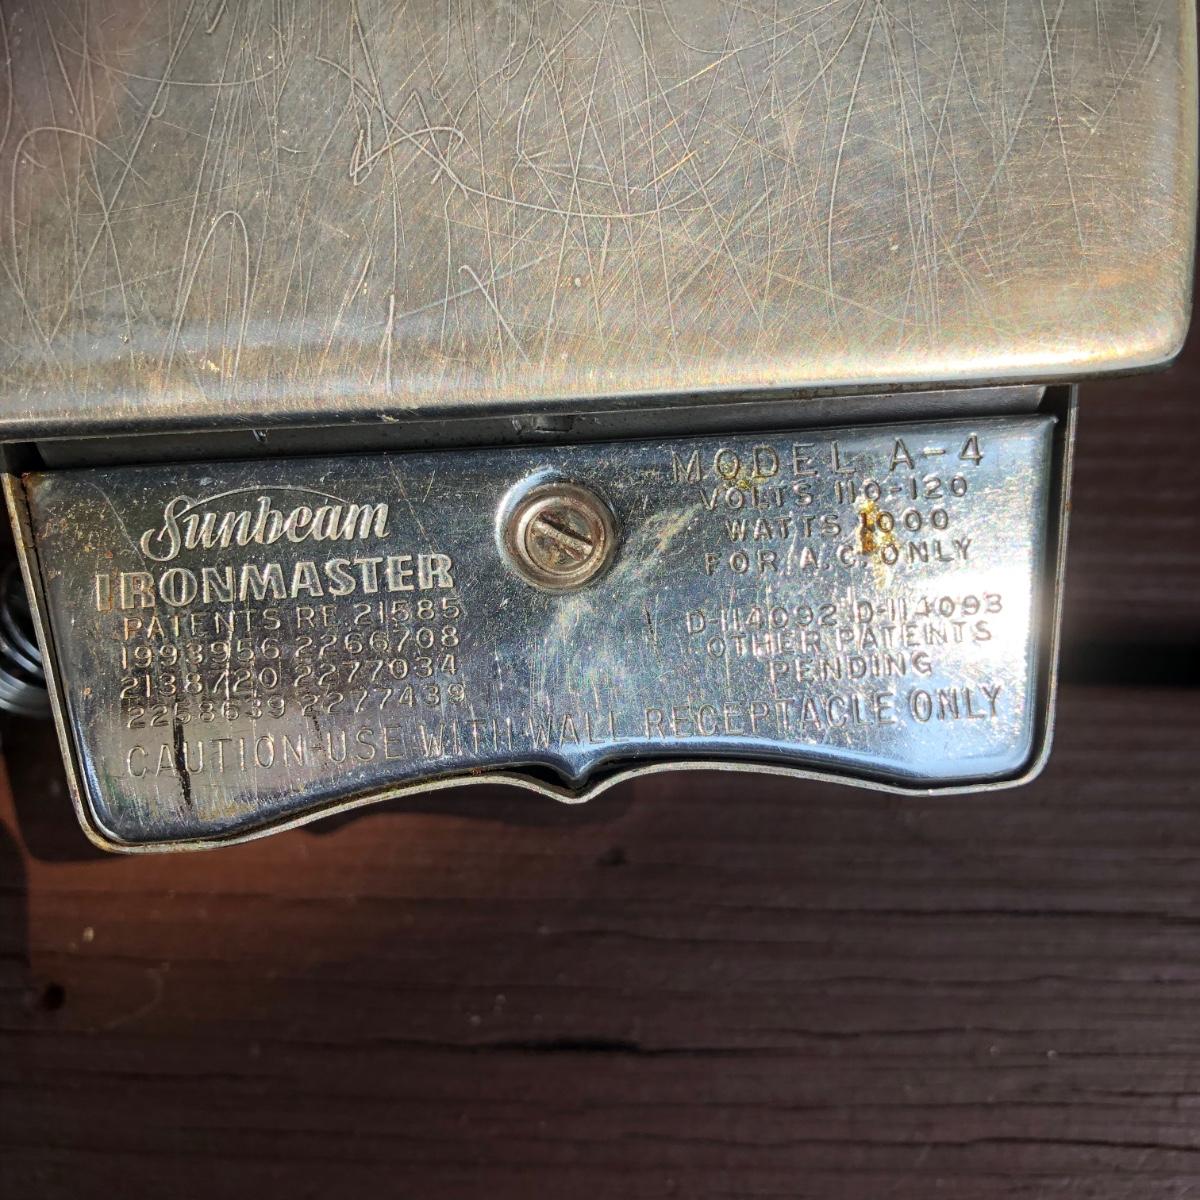 Sunbeam
IRONMASTER
PATENTS RE. 21585
1993956 2266708
2138720 2277034
2258639 2277439
MODEL A-4
VOLTS 110-120
WATTS 1000
FOR A.C. ONLY
D-114092 D-114093
OTHER PATENTS
PENDING
CAUTION-USE WITH WALL RECEPTACLE ONLY